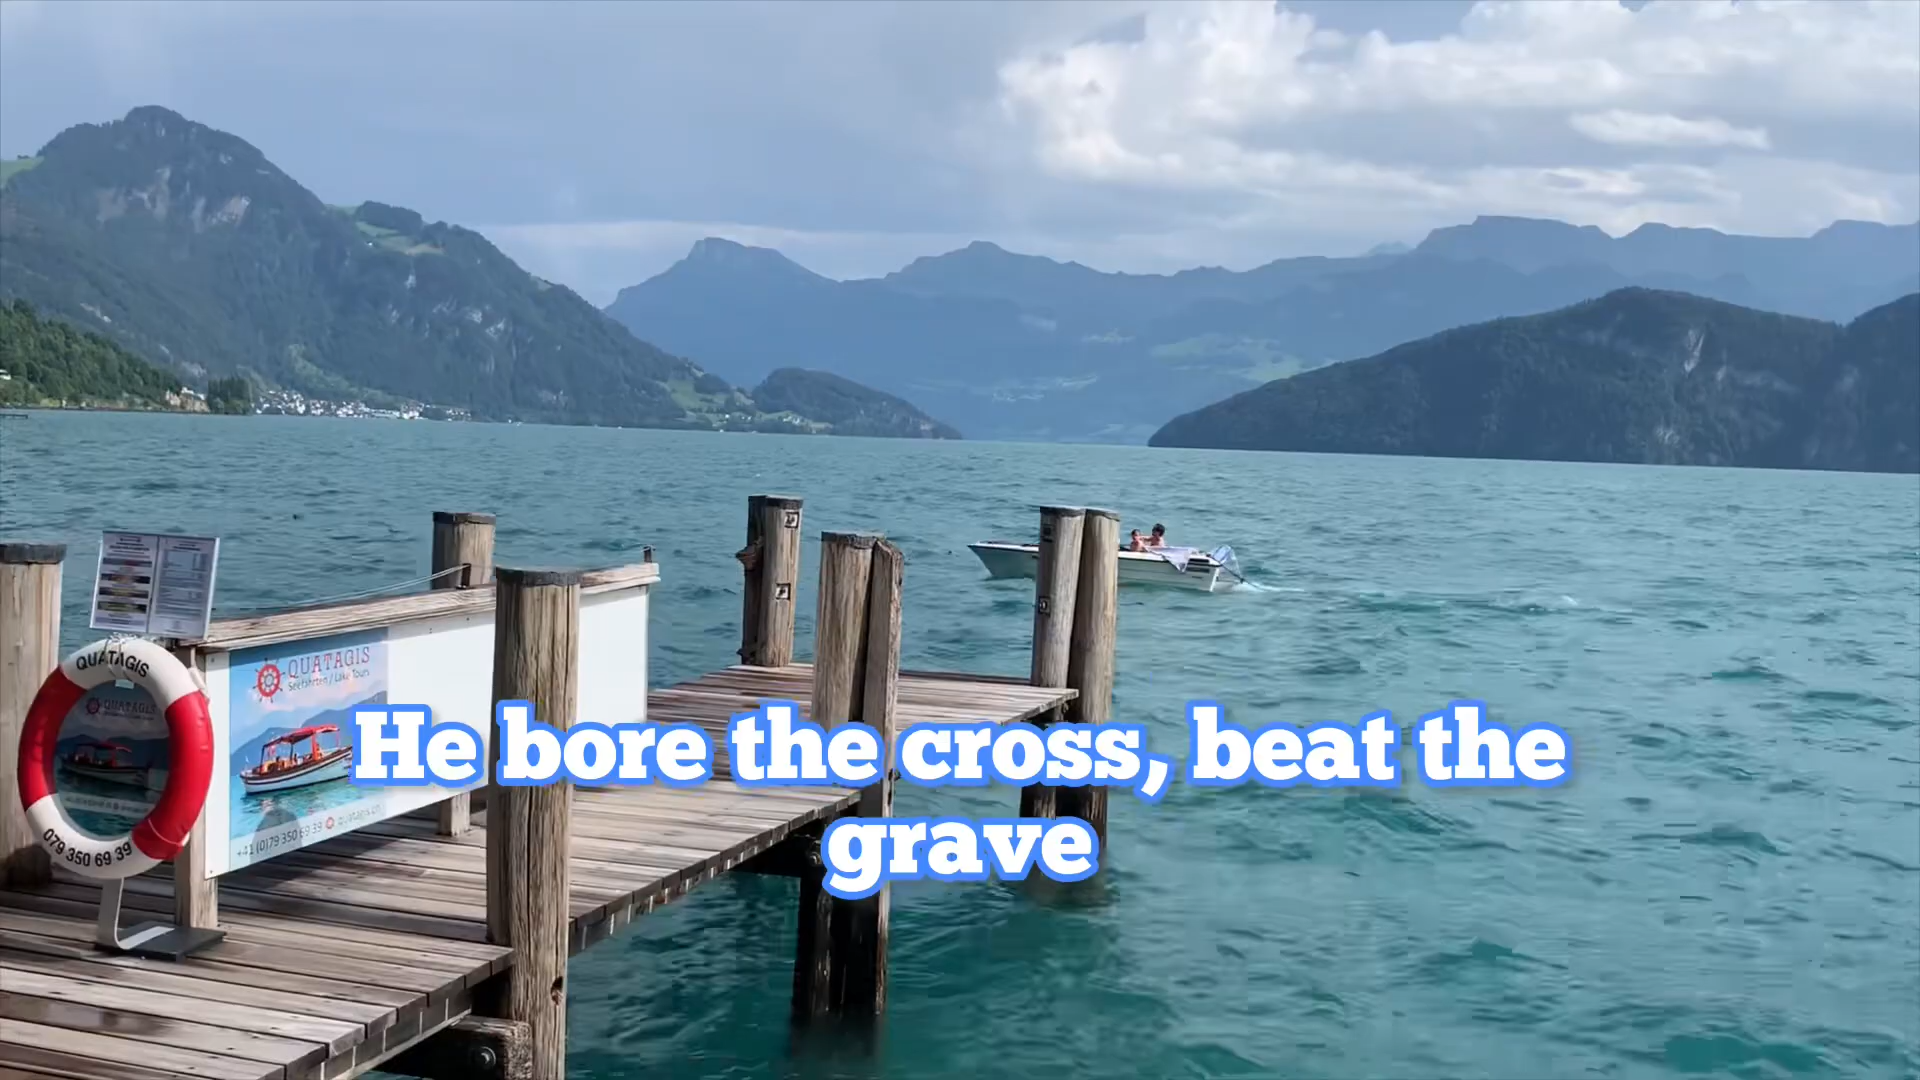 QUATAGIS
QUATAGIS
Seefahrten / Lake Tours
QUATAGIS
He bore the cross, beat the
grave
+41 (0)79 350 69 39
079 350 69 39